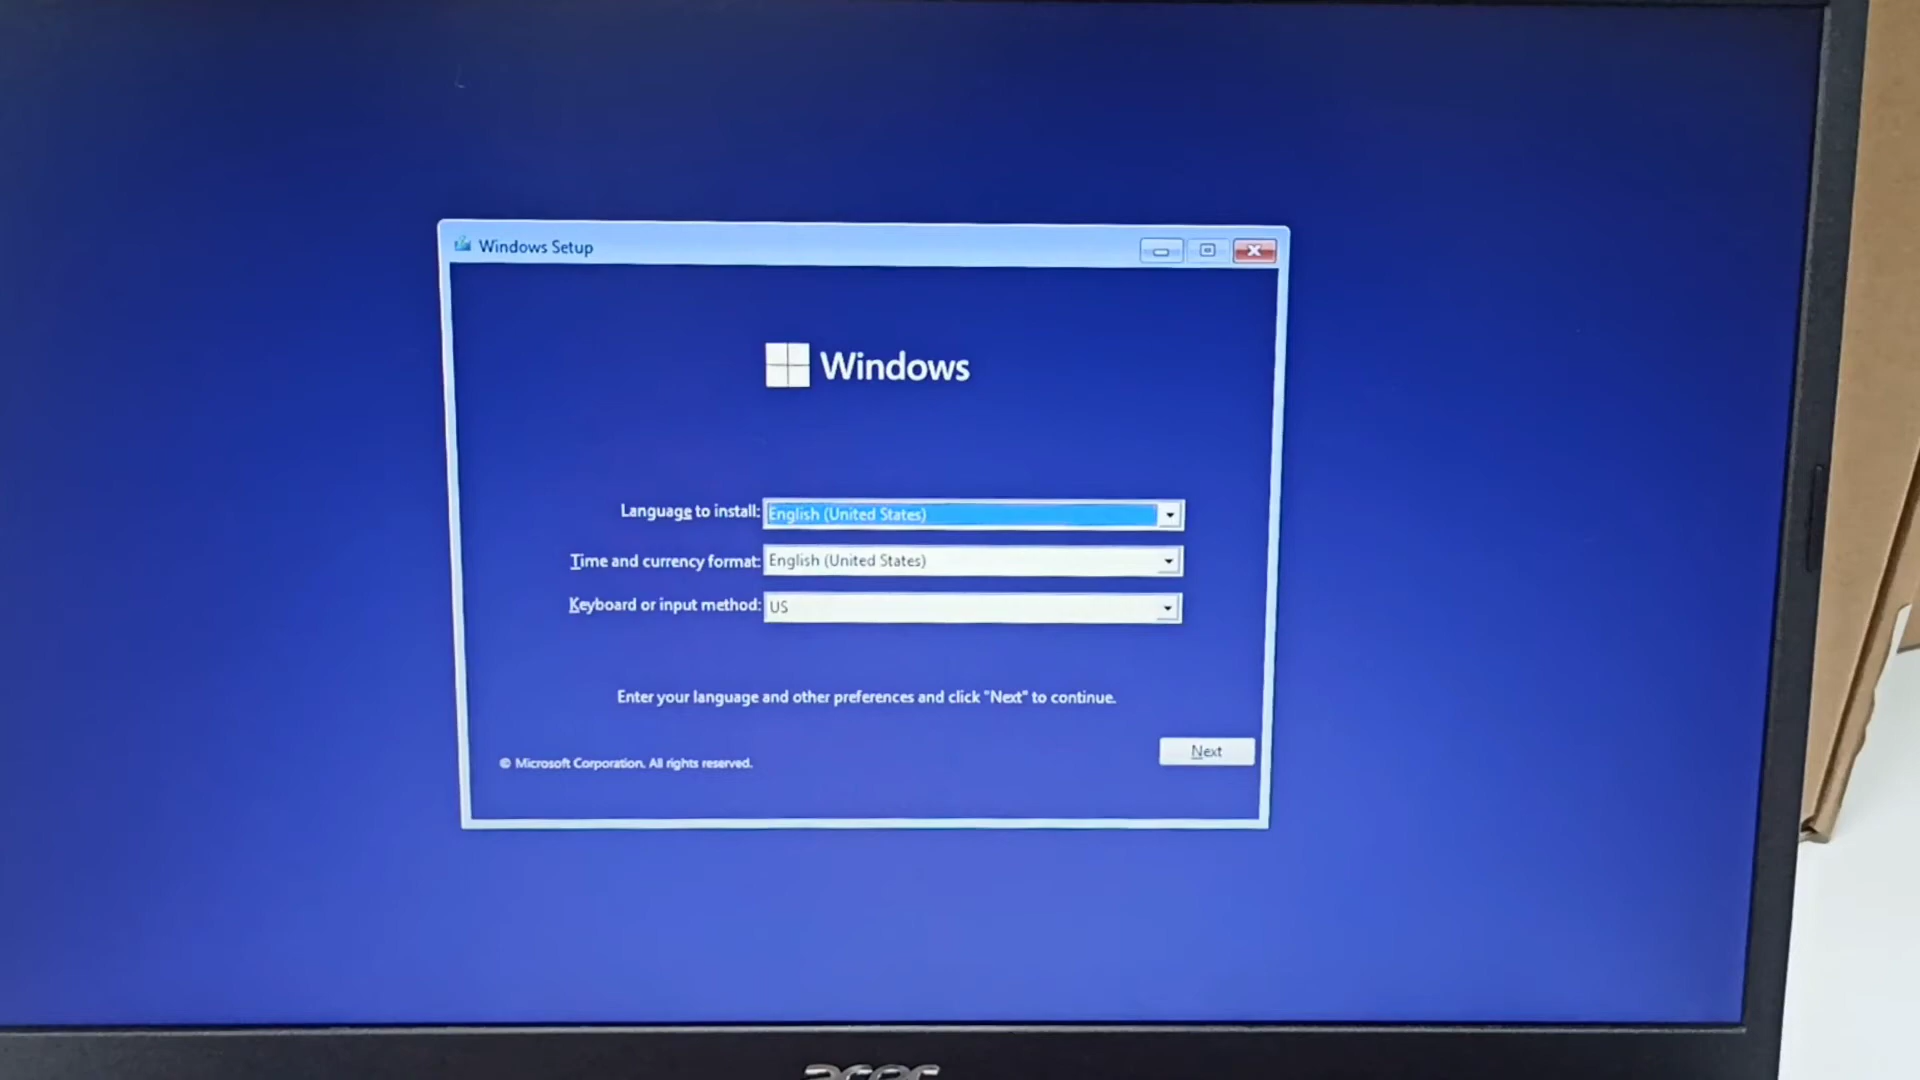 Windows Setup
Windows
Language to install: English (United States)
Time and currency format: English (United States)
Keyboard or input method: US
Enter your language and other preferences and click "Next" to continue.
Next
© Microsoft Corporation. All rights reserved.
acer